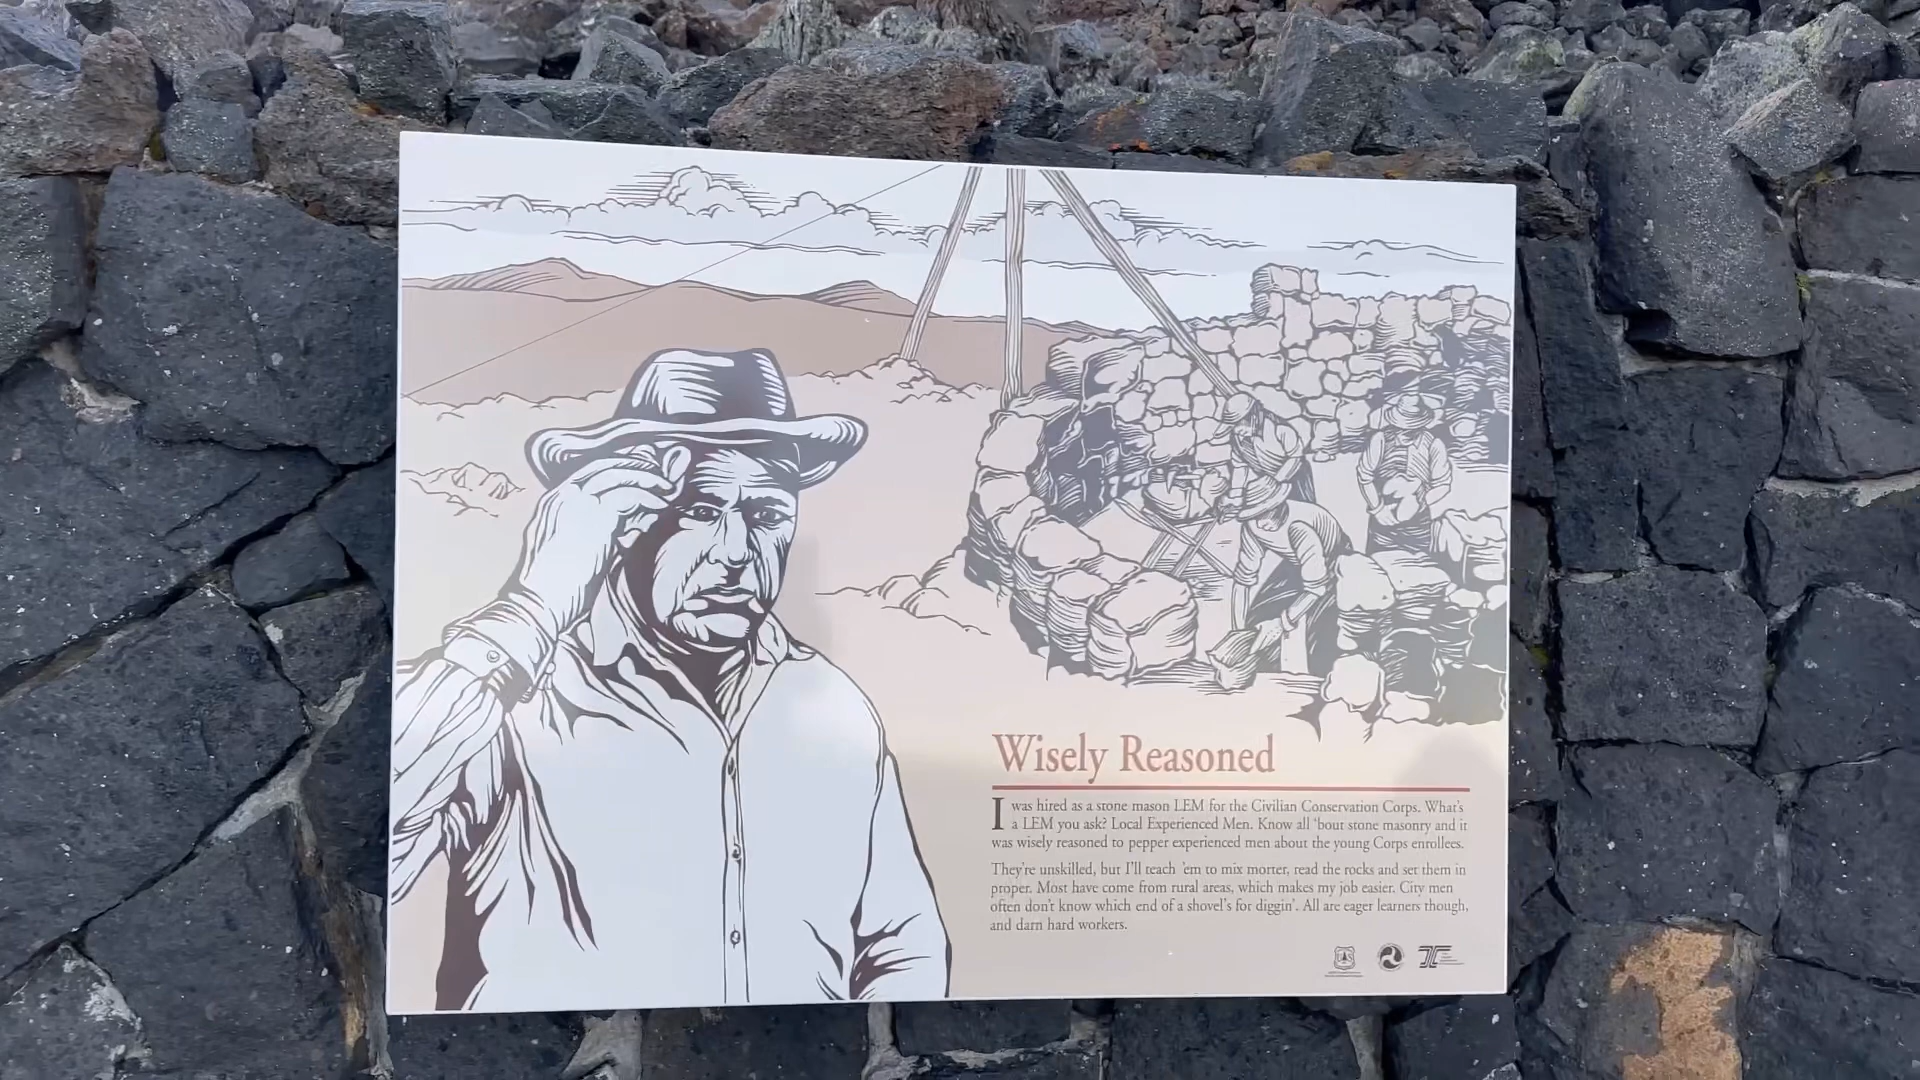 Wisely Reasoned
I was hired as a stone mason LEM for the Civilian Conservation Corps. What's
a LEM you ask? Local Experienced Men. Know all 'bout stone masonry and it
was wisely reasoned to pepper experienced men about the young Corps enrollees.
They're unskilled, but I'll teach 'em to mix morter, read the rocks and set them in
proper. Most have come from rural areas, which makes my job easier. City men
often don't know which end of a shovel's for diggin'. All are eager learners though,
and darn hard workers.